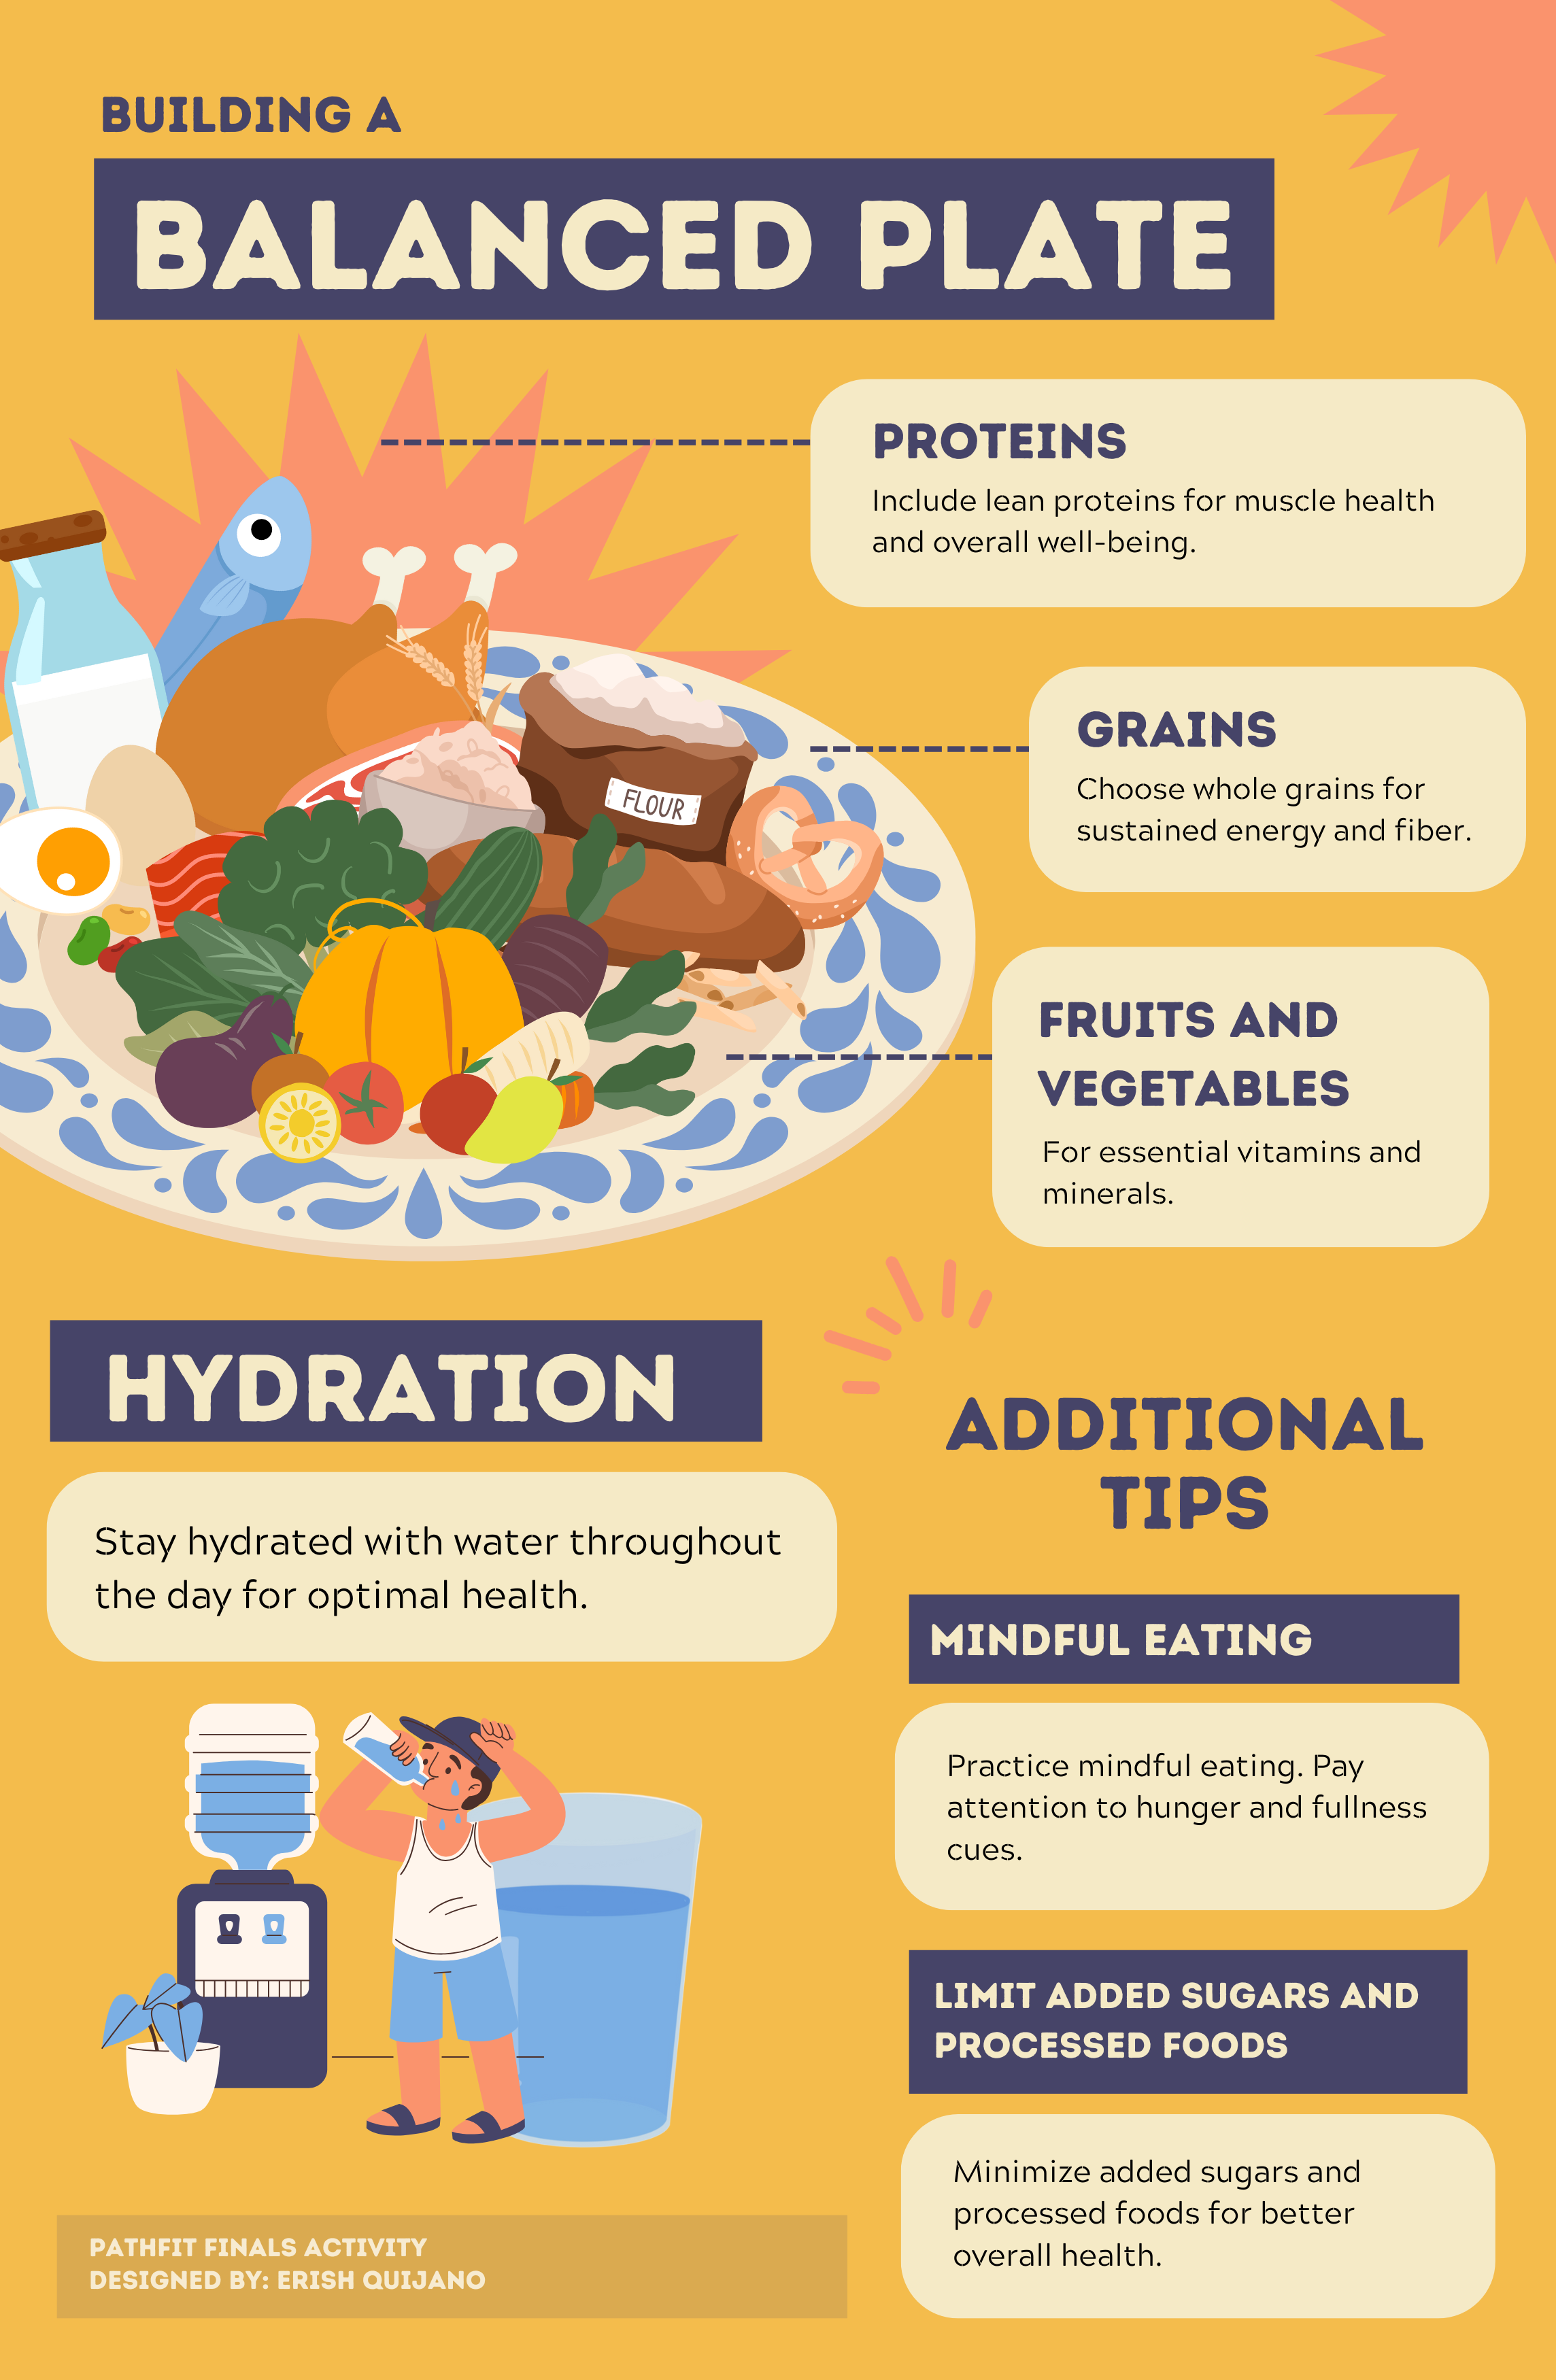 BUILDING A
BALANCED PLATE
PROTEINS
Include lean proteins for muscle health
and overall well-being.
GRAINS
Choose whole grains for
sustained energy and fiber.
FLOUR
FRUITS AND
VEGETABLES
For essential vitamins and
minerals.
HYDRATION
Stay hydrated with water throughout
the day for optimal health.
ADDITIONAL
TIPS
MINDFUL EATING
Practice mindful eating. Pay
attention to hunger and fullness
cues.
LIMIT ADDED SUGARS AND
PROCESSED FOODS
Minimize added sugars and
processed foods for better
overall health.
PATHFIT FINALS ACTIVITY
DESIGNED BY: ERISH QUIJANO